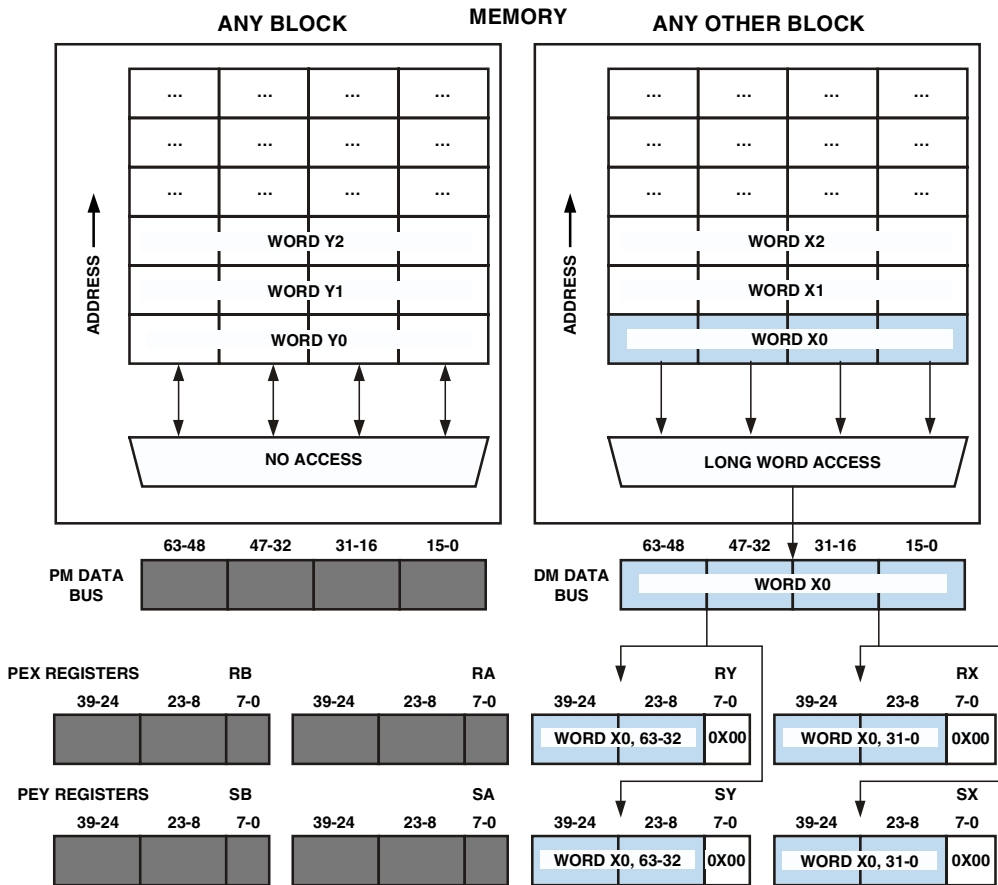 MEMORY
ANY BLOCK ANY OTHER BLOCK
... ... ... ... ... ... ... ...
... ... ... ... ... ... ... ...
... ... ... ... ... ... ... ...
ADDRESS ADDRESS
WORD Y2 WORD X2
WORD Y1 WORD X1
WORD Y0 WORD X0
NO ACCESS LONG WORD ACCESS
63-48 47-32 31-16 15-0 63-48 47-32 31-16 15-0
PM DATA BUS DM DATA BUS WORD X0
PEX REGISTERS RB RA RY RX
39-24 23-8 7-0 39-24 23-8 7-0 39-24 23-8 7-0 39-24 23-8 7-0
WORD X0, 63-32 0X00 WORD X0, 31-0 0X00
PEY REGISTERS SB SA SY SX
39-24 23-8 7-0 39-24 23-8 7-0 39-24 23-8 7-0 39-24 23-8 7-0
WORD X0, 63-32 0X00 WORD X0, 31-0 0X00